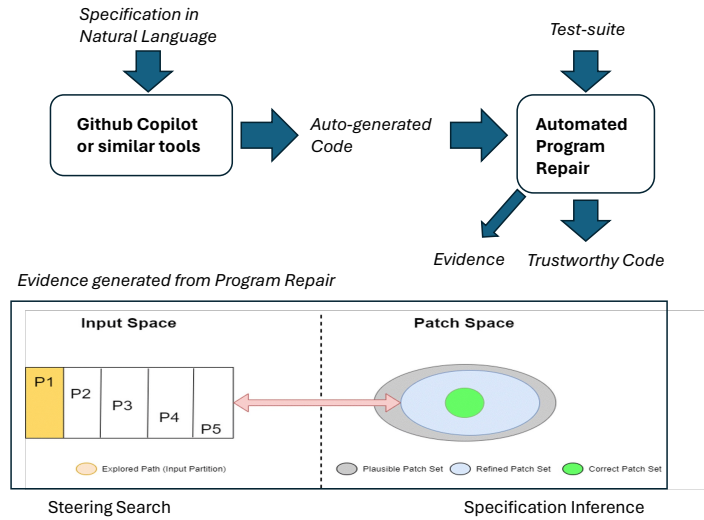 Specification in
Natural Language
Test-suite
Github Copilot
or similar tools
Auto-generated
Code
Automated
Program
Repair
Evidence
Trustworthy Code
Evidence generated from Program Repair
Input Space
Patch Space
P1
P2
P3
P4
P5
Explored Path (Input Partition)
Plausible Patch Set
Refined Patch Set
Correct Patch Set
Steering Search
Specification Inference